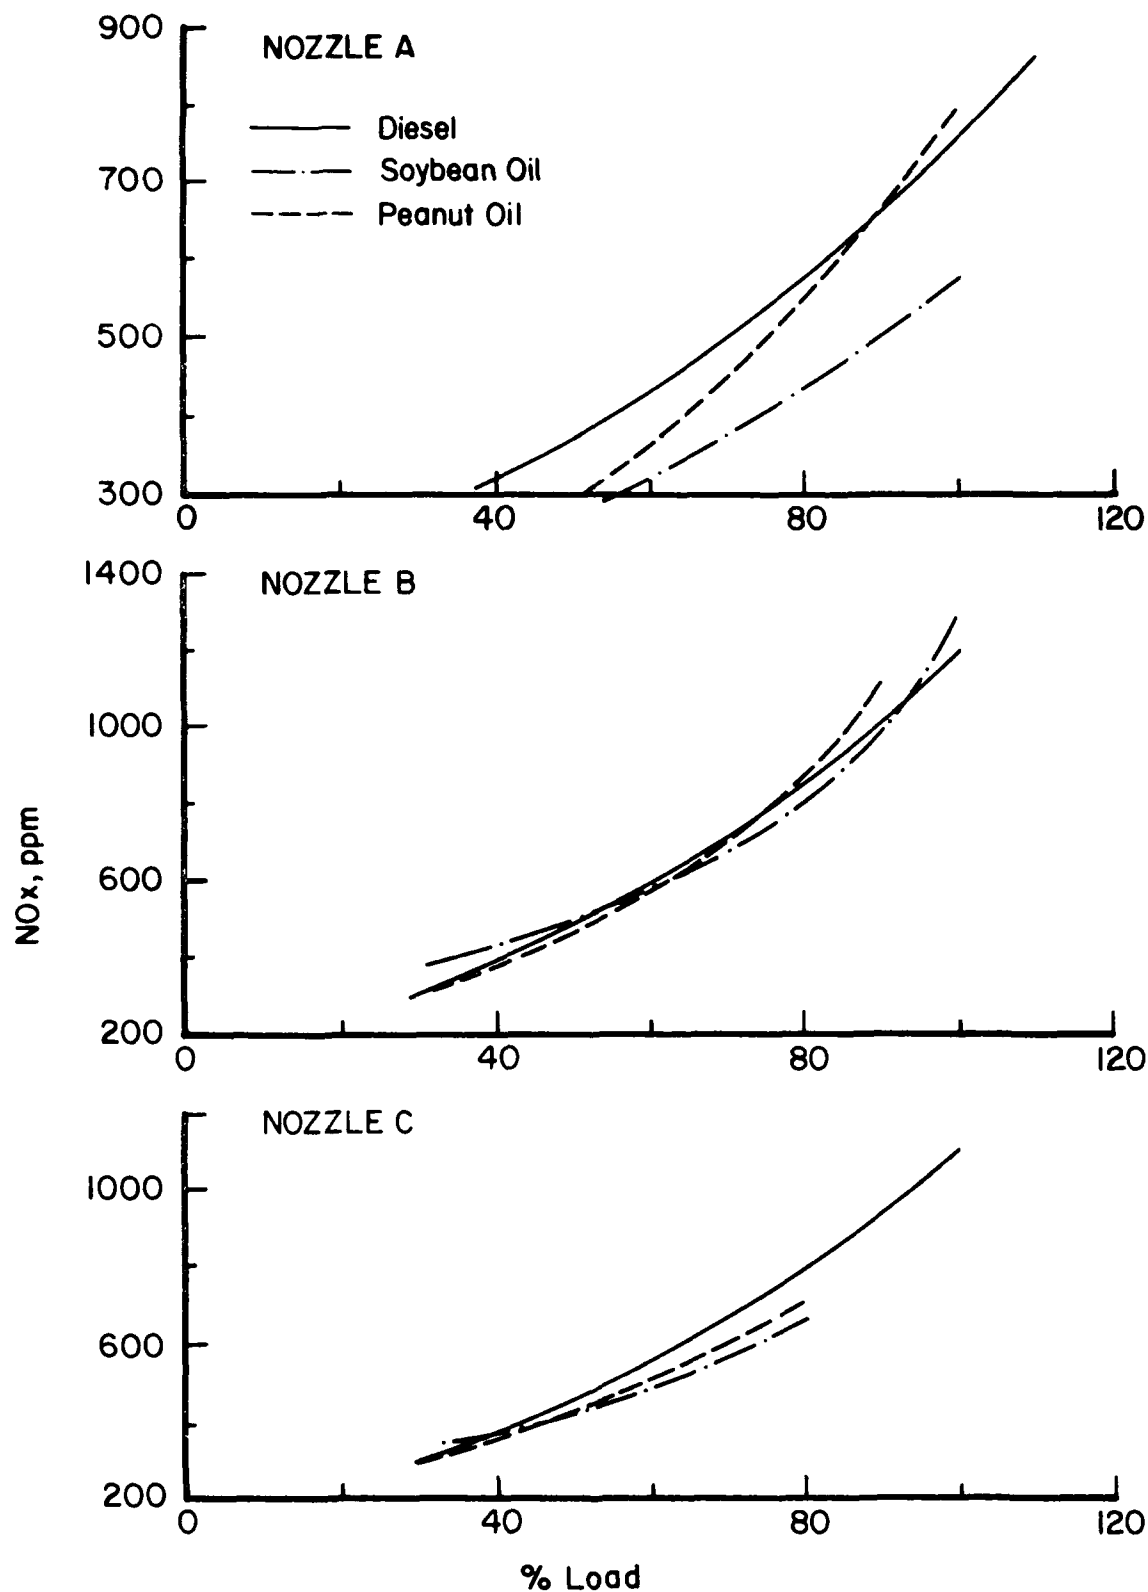 900
NOZZLE A
Diesel
700
Soybean Oil
Peanut Oil
500
300
0 40 80 120
1400
NOZZLE B
1000
NOx, ppm
600
200
0 40 80 120
NOZZLE C
1000
600
200
0 40 80 120
% Load